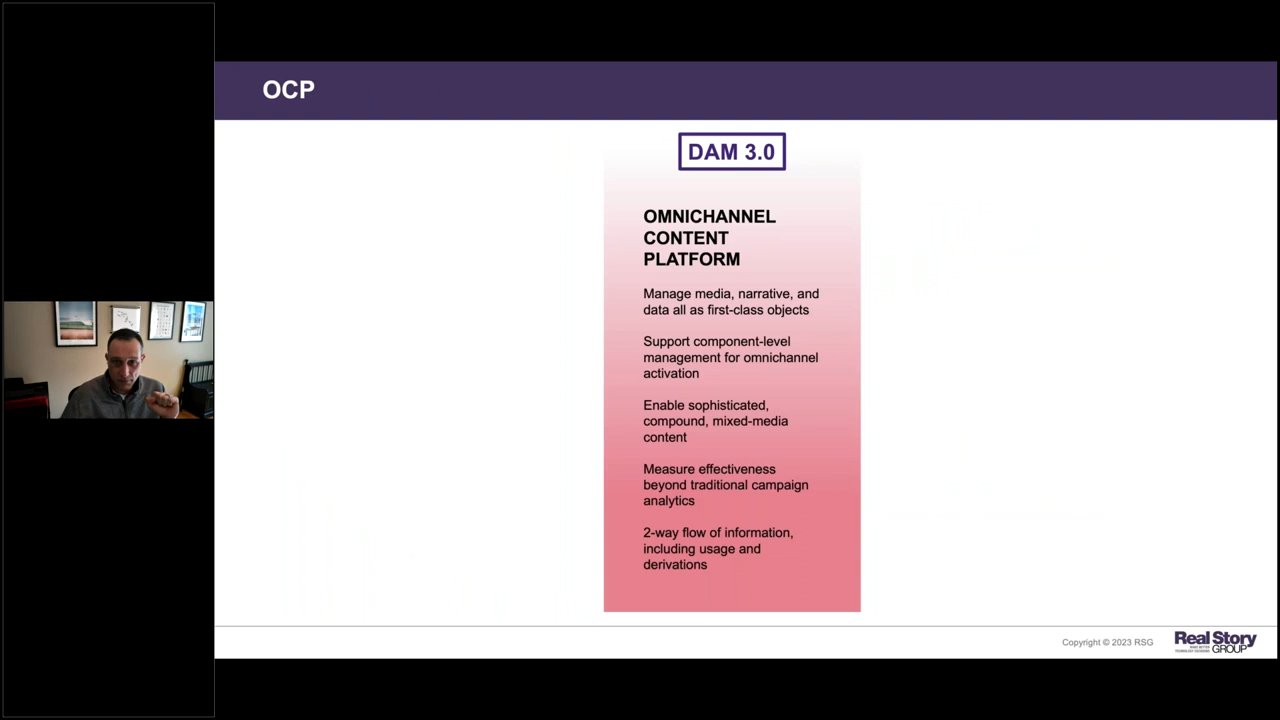 OCP
DAM 3.0
OMNICHANNEL
CONTENT
PLATFORM
Manage media, narrative, and
data all as first-class objects
Support component-level
management for omnichannel
activation
Enable sophisticated,
compound, mixed-media
content
Measure effectiveness
beyond traditional campaign
analytics
2-way flow of information,
including usage and
derivations
Copyright © 2023 RSG
Real Story
GROUP